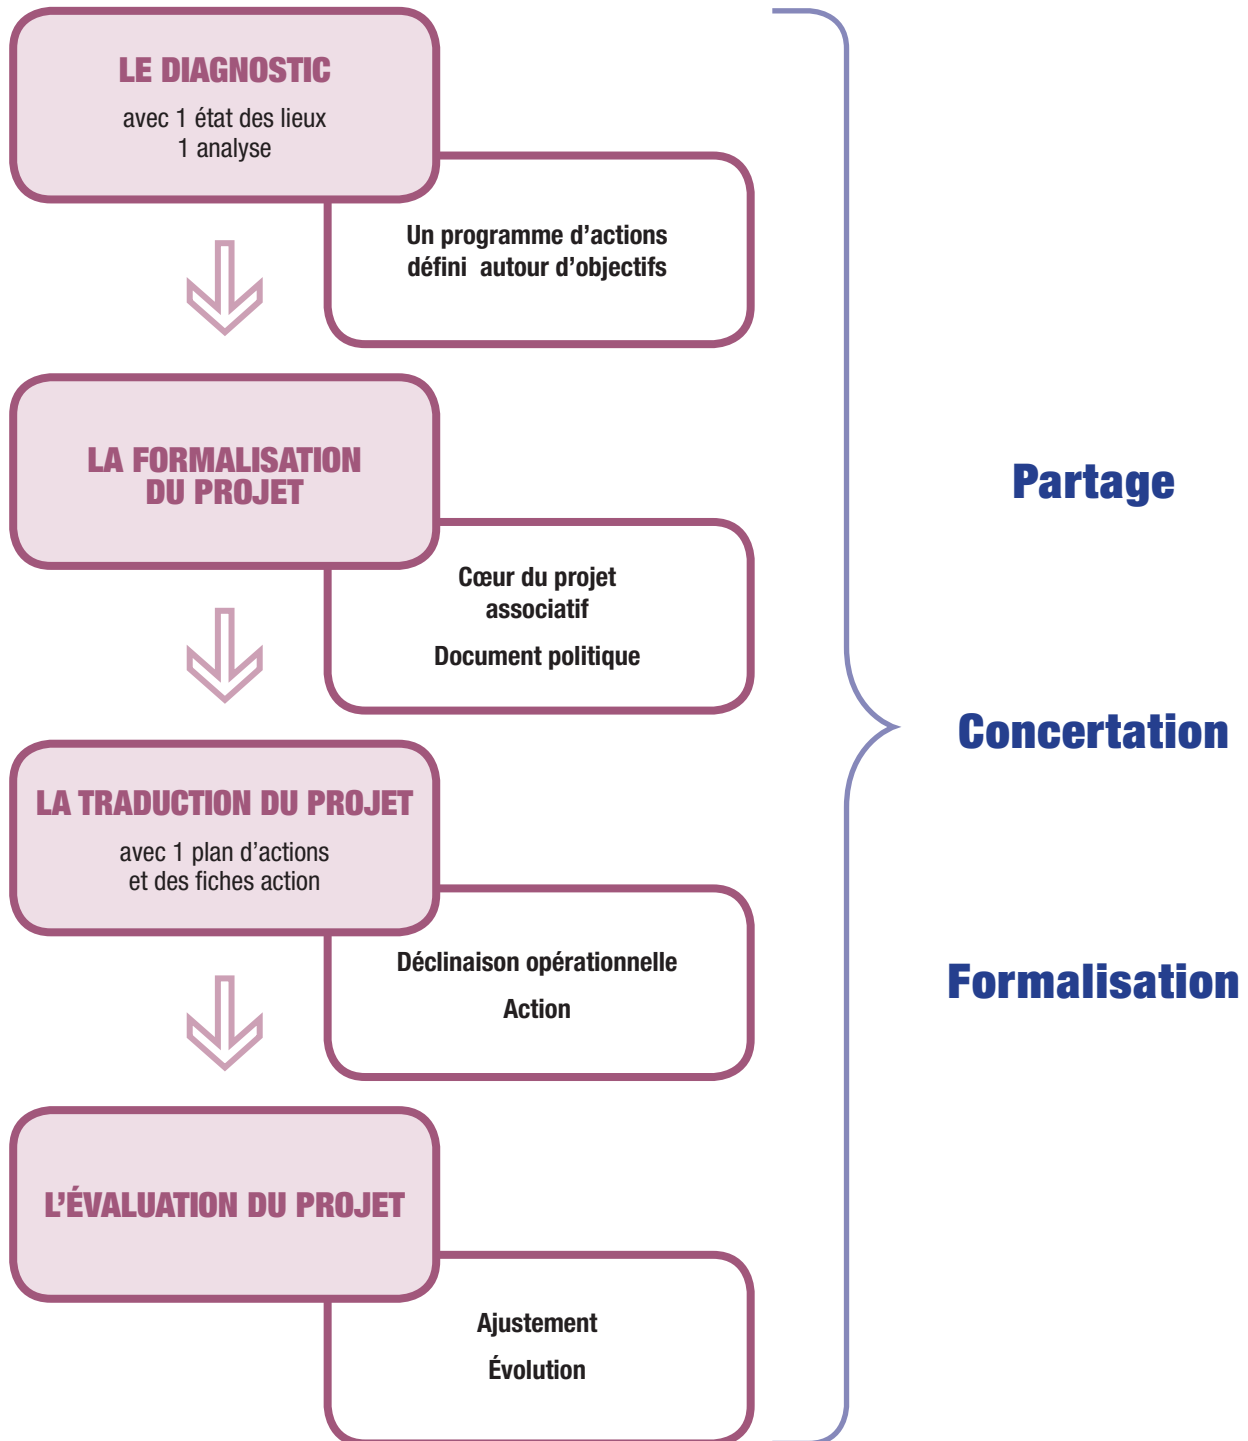 LE DIAGNOSTIC
avec 1 état des lieux
1 analyse
Un programme d’actions
défini  autour d’objectifs
LA FORMALISATION
DU PROJET
Cœur du projet
associatif
Document politique
LA TRADUCTION DU PROJET
avec 1 plan d’actions
et des fiches action
Déclinaison opérationnelle
Action
L’ÉVALUATION DU PROJET
Ajustement
Évolution
Partage
Concertation
Formalisation